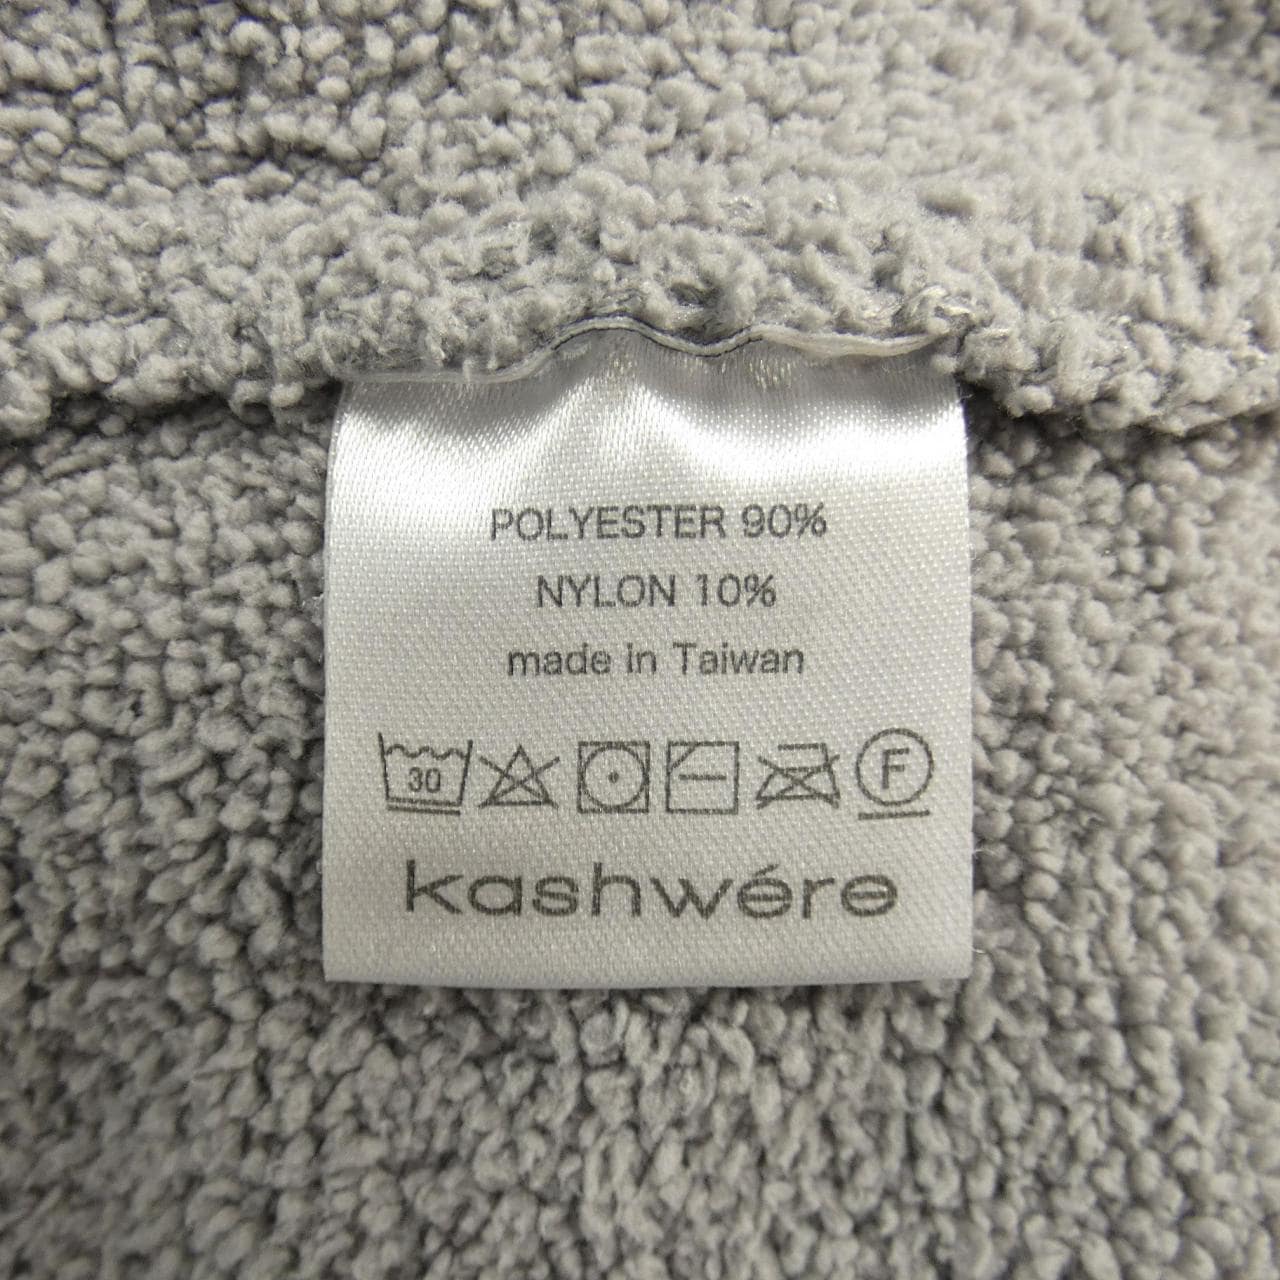 POLYESTER 90%
NYLON 10%
made in Taiwan
30 F
kashwére